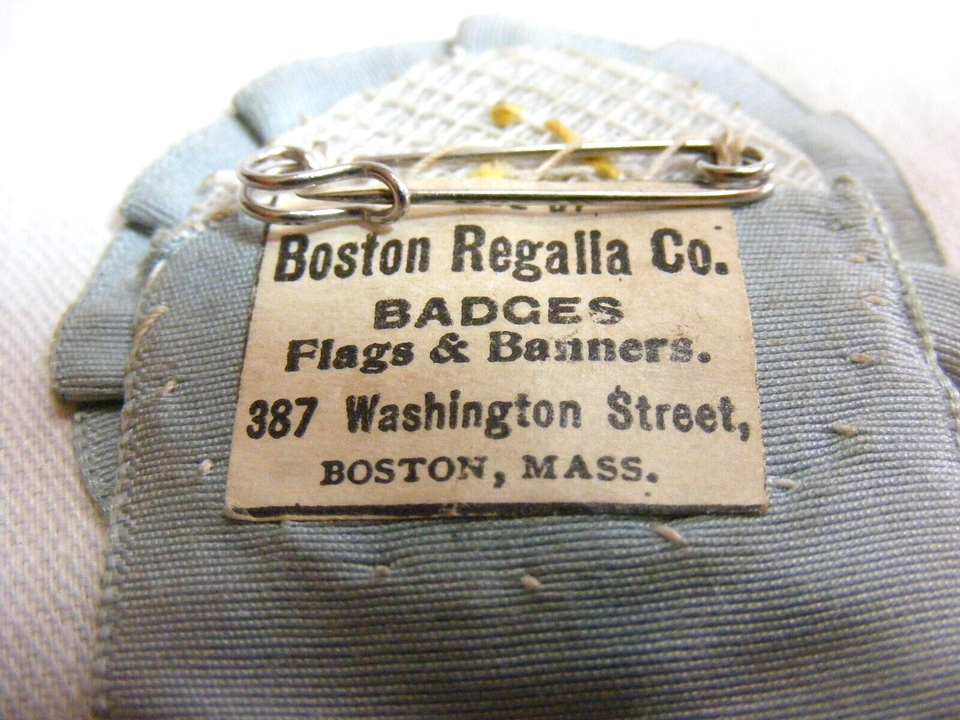 Boston Regalia Co.
BADGES
Flags & Banners.
387 Washington Street,
BOSTON, MASS.